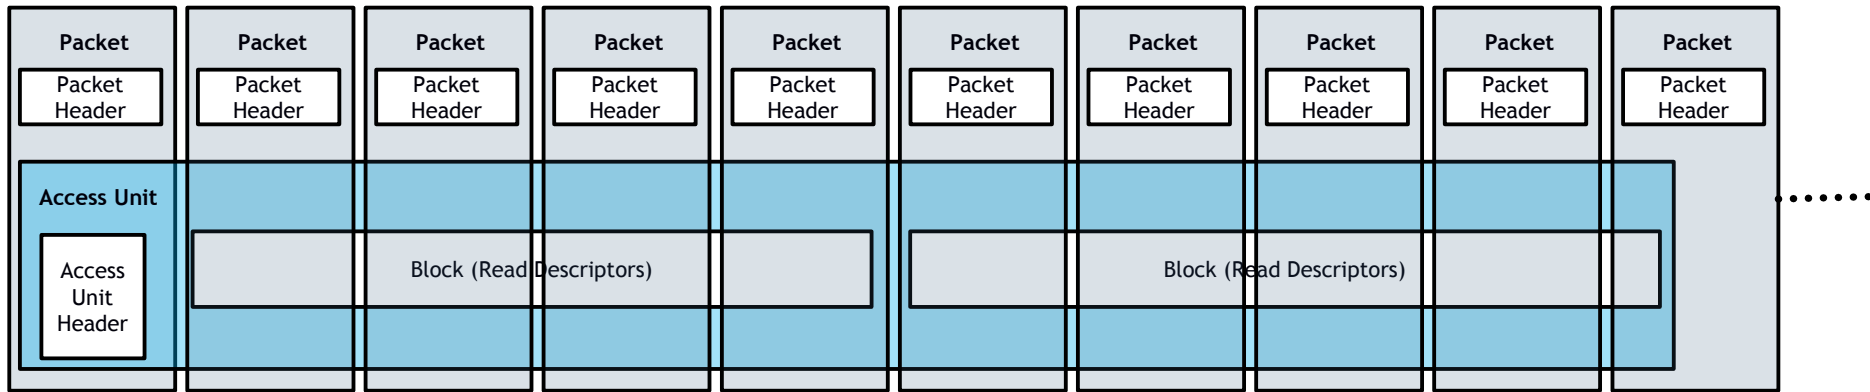 Packet Packet Packet Packet Packet Packet Packet Packet Packet Packet
Packet Packet Packet Packet Packet Packet Packet Packet Packet Packet
Header Header Header Header Header Header Header Header Header Header
Access Unit
Access
Unit
Header
Block (Read Descriptors)
Block (Read Descriptors)